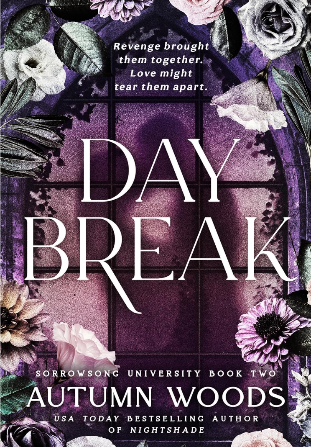 Revenge brought
them together.
Love might
tear them apart.
DAY
BREAK
SORROWSONG UNIVERSITY BOOK TWO
AUTUMN WOODS
USA TODAY BESTSELLING AUTHOR
OF NIGHTSHADE